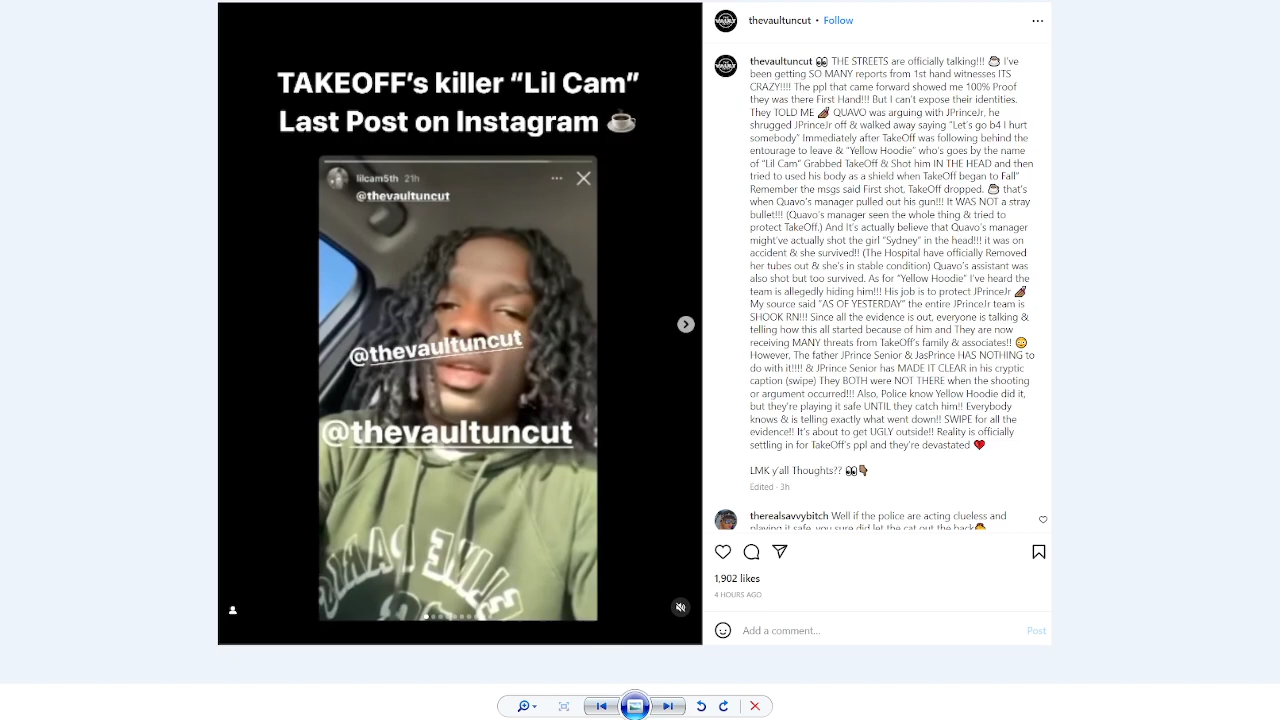 TAKEOFF's killer “Lil Cam”
Last Post on Instagram ☕
lilcam5th 21h
@thevaultuncut
@thevaultuncut
@thevaultuncut
thevaultuncut • Follow
thevaultuncut 👀 THE STREETS are officially talking!!! ☕ I've
been getting SO MANY reports from 1st hand witnesses ITS
CRAZY!!!! The ppl that came forward showed me 100% Proof
they was there First Hand!!! But I can't expose their identities.
They TOLD ME QUAVO was arguing with JPrinceJr, he
shrugged JPrinceJr off & walked away saying “Let's go b4 I hurt
somebody” Immediately after TakeOff was following behind the
entourage to leave & “Yellow Hoodie” who's goes by the name
of “Lil Cam” Grabbed TakeOff & Shot him IN THE HEAD and then
tried to used his body as a shield when TakeOff began to Fall”
Remember the msgs said First shot, TakeOff dropped. ☕ that's
when Quavo's manager pulled out his gun!!! It WAS NOT a stray
bullet!!! (Quavo's manager seen the whole thing & tried to
protect TakeOff.) And It's actually believe that Quavo's manager
might've actually shot the girl “Sydney” in the head!!! it was on
accident & she survived!! (The Hospital have officially Removed
her tubes out & she's in stable condition) Quavo's assistant was
also shot but too survived. As for “Yellow Hoodie” I've heard the
team is allegedly hiding him!!! His job is to protect JPrinceJr
My source said “AS OF YESTERDAY” the entire JPrinceJr team is
SHOOK RN!!! Since all the evidence is out, everyone is talking &
telling how this all started because of him and They are now
receiving MANY threats from TakeOff's family & associates!! 😳
However, The father JPrince Senior & JasPrince HAS NOTHING to
do with it!!!! & JPrince Senior has MADE IT CLEAR in his cryptic
caption (swipe) They BOTH were NOT THERE when the shooting
or argument occurred!!! Also, Police know Yellow Hoodie did it,
but they're playing it safe UNTIL they catch him!! Everybody
knows & is telling exactly what went down!! SWIPE for all the
evidence!! It's about to get UGLY outside!! Reality is officially
settling in for TakeOff's ppl and they're devastated ❤️
LMK y'all Thoughts?? 👀👇🏾
Edited · 3h
therealsavvybitch Well if the police are acting clueless and
playing it safe, you sure did let the cat out the back
1,902 likes
4 HOURS AGO
Add a comment...
Post